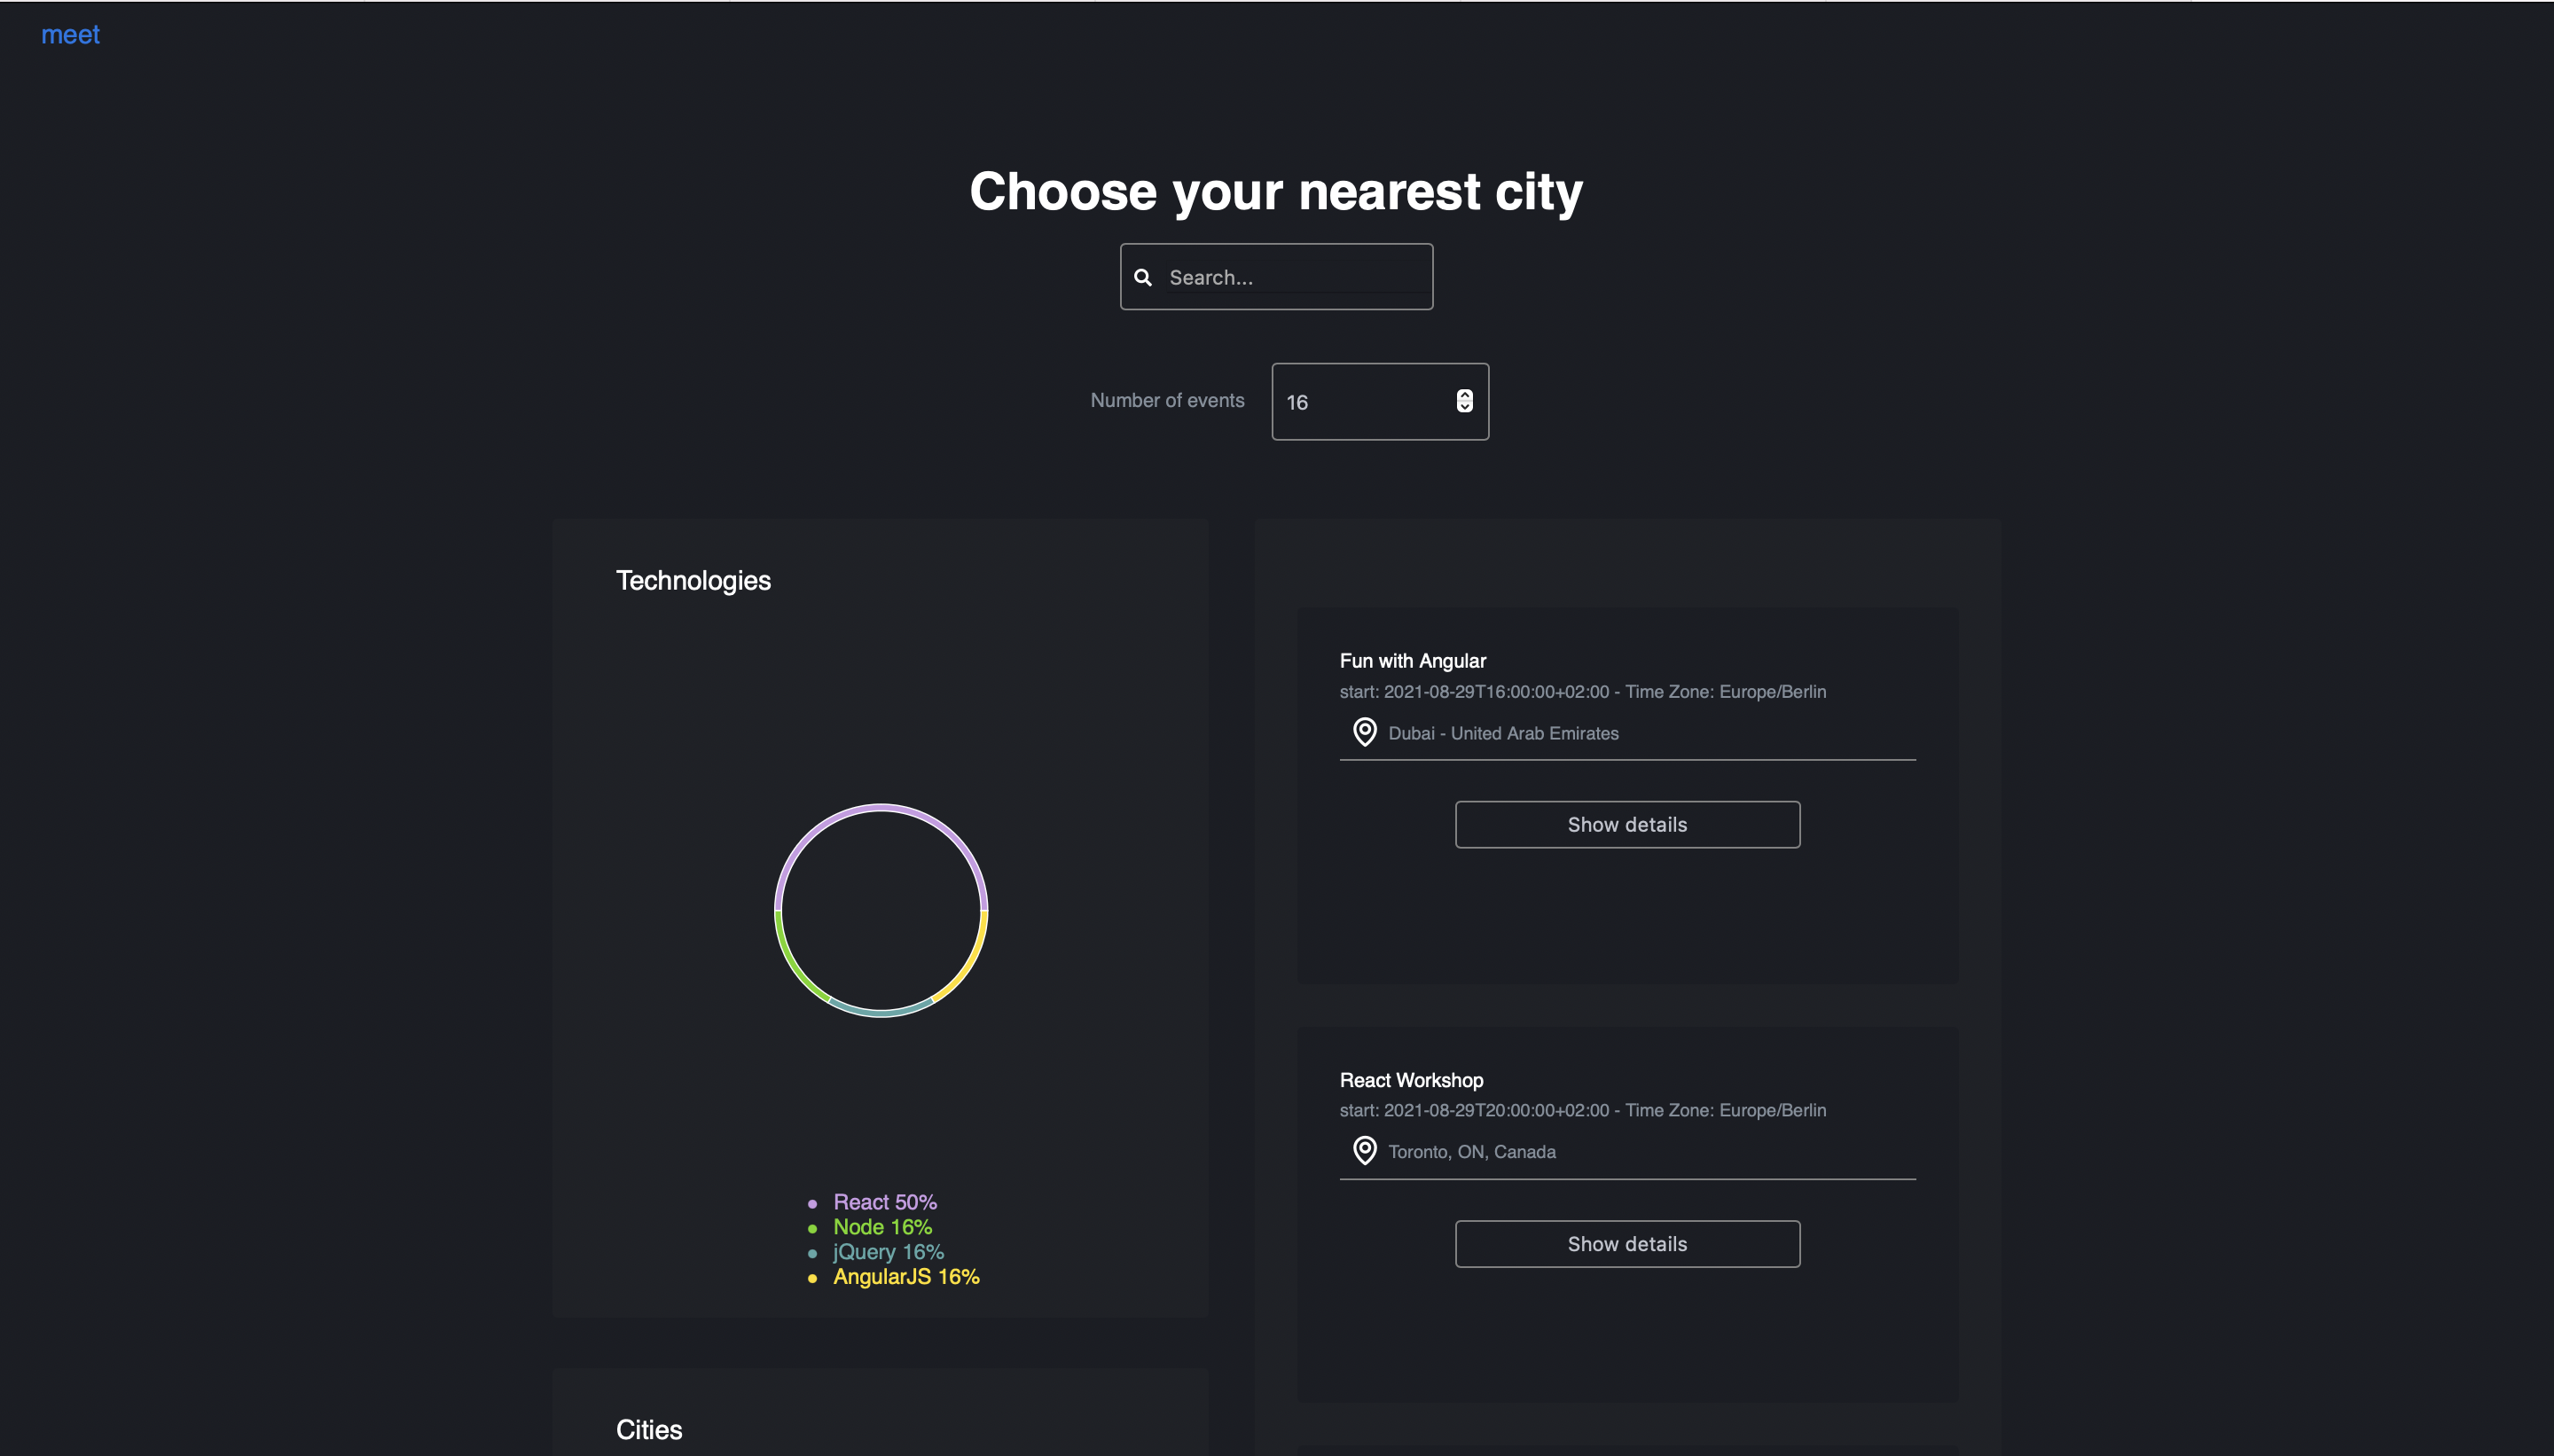 meet
Choose your nearest city
Search...
Number of events
16
Technologies
React 50%
Node 16%
jQuery 16%
AngularJS 16%
Cities
Fun with Angular
start: 2021-08-29T16:00:00+02:00 - Time Zone: Europe/Berlin
Dubai - United Arab Emirates
Show details
React Workshop
start: 2021-08-29T20:00:00+02:00 - Time Zone: Europe/Berlin
Toronto, ON, Canada
Show details